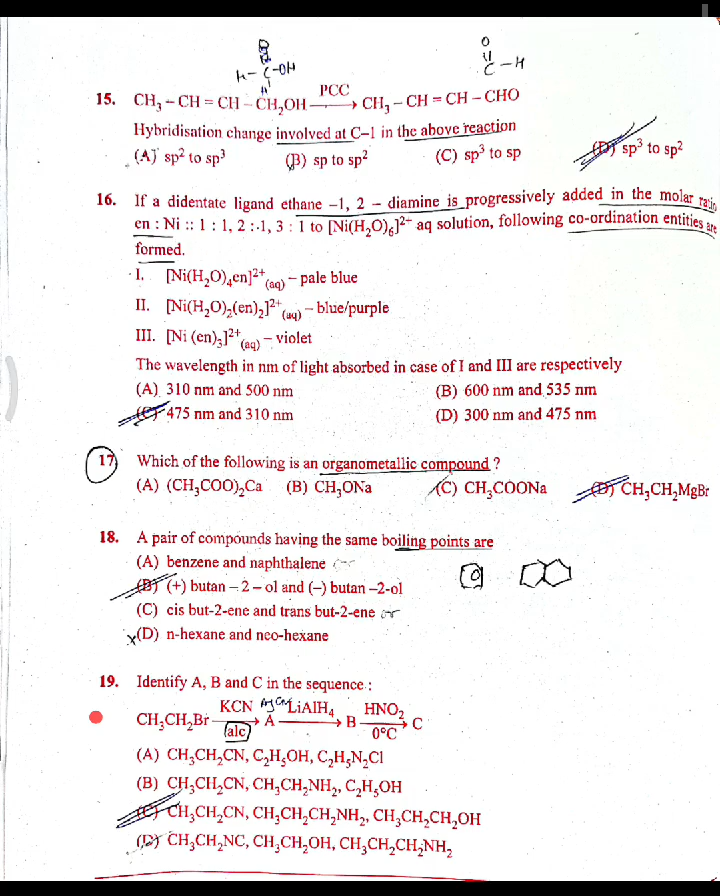 O
H - C -OH
H
O
C - H
15. CH₃ – CH = CH – CH₂OH PCC → CH₃ – CH = CH – CHO
Hybridisation change involved at C–1 in the above reaction
(A) sp² to sp³ (B) sp to sp² (C) sp³ to sp (D) sp³ to sp²
16. If a didentate ligand ethane –1, 2 – diamine is progressively added in the molar ratio
en : Ni :: 1 : 1, 2 : 1, 3 : 1 to [Ni(H₂O)₆]²⁺ aq solution, following co-ordination entities are
formed.
I. [Ni(H₂O)₄en]²⁺(aq) – pale blue
II. [Ni(H₂O)₂(en)₂]²⁺(aq) – blue/purple
III. [Ni (en)₃]²⁺(aq) – violet
The wavelength in nm of light absorbed in case of I and III are respectively
(A) 310 nm and 500 nm (B) 600 nm and 535 nm
(C) 475 nm and 310 nm (D) 300 nm and 475 nm
17. Which of the following is an organometallic compound ?
(A) (CH₃COO)₂Ca (B) CH₃ONa (C) CH₃COONa (D) CH₃CH₂MgBr
18. A pair of compounds having the same boiling points are
(A) benzene and naphthalene
(B) (+) butan – 2 – ol and (–) butan –2-ol
(C) cis but-2-ene and trans but-2-ene
(D) n-hexane and neo-hexane
19. Identify A, B and C in the sequence :
CH₃CH₂Br KCN (alc) → A LiAlH₄ → B HNO₂ 0°C → C
AgCN
(A) CH₃CH₂CN, C₂H₅OH, C₂H₅N₂Cl
(B) CH₃CH₂CN, CH₃CH₂NH₂, C₂H₅OH
(C) CH₃CH₂CN, CH₃CH₂CH₂NH₂, CH₃CH₂CH₂OH
(D) CH₃CH₂NC, CH₃CH₂OH, CH₃CH₂CH₂NH₂